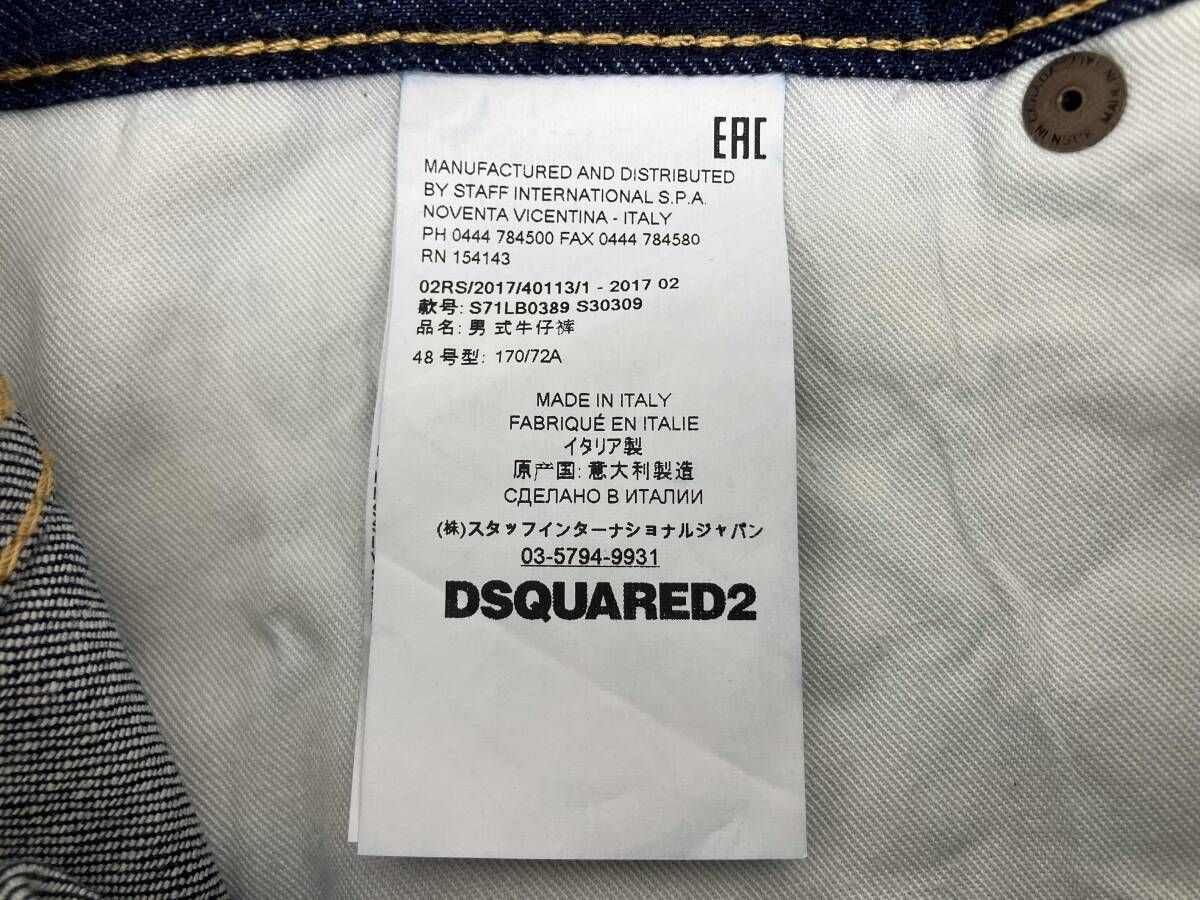 EAC
MANUFACTURED AND DISTRIBUTED
BY STAFF INTERNATIONAL S.P.A.
NOVENTA VICENTINA - ITALY
PH 0444 784500 FAX 0444 784580
RN 154143
02RS/2017/40113/1 - 2017 02
款号: S71LB0389 S30309
品名: 男 式牛仔裤
48 号型: 170/72A
MADE IN ITALY
FABRIQUÉ EN ITALIE
イタリア製
原产国: 意大利製造
СДЕЛАНО В ИТАЛИИ
(株)スタッフインターナショナルジャパン
03-5794-9931
DSQUARED2